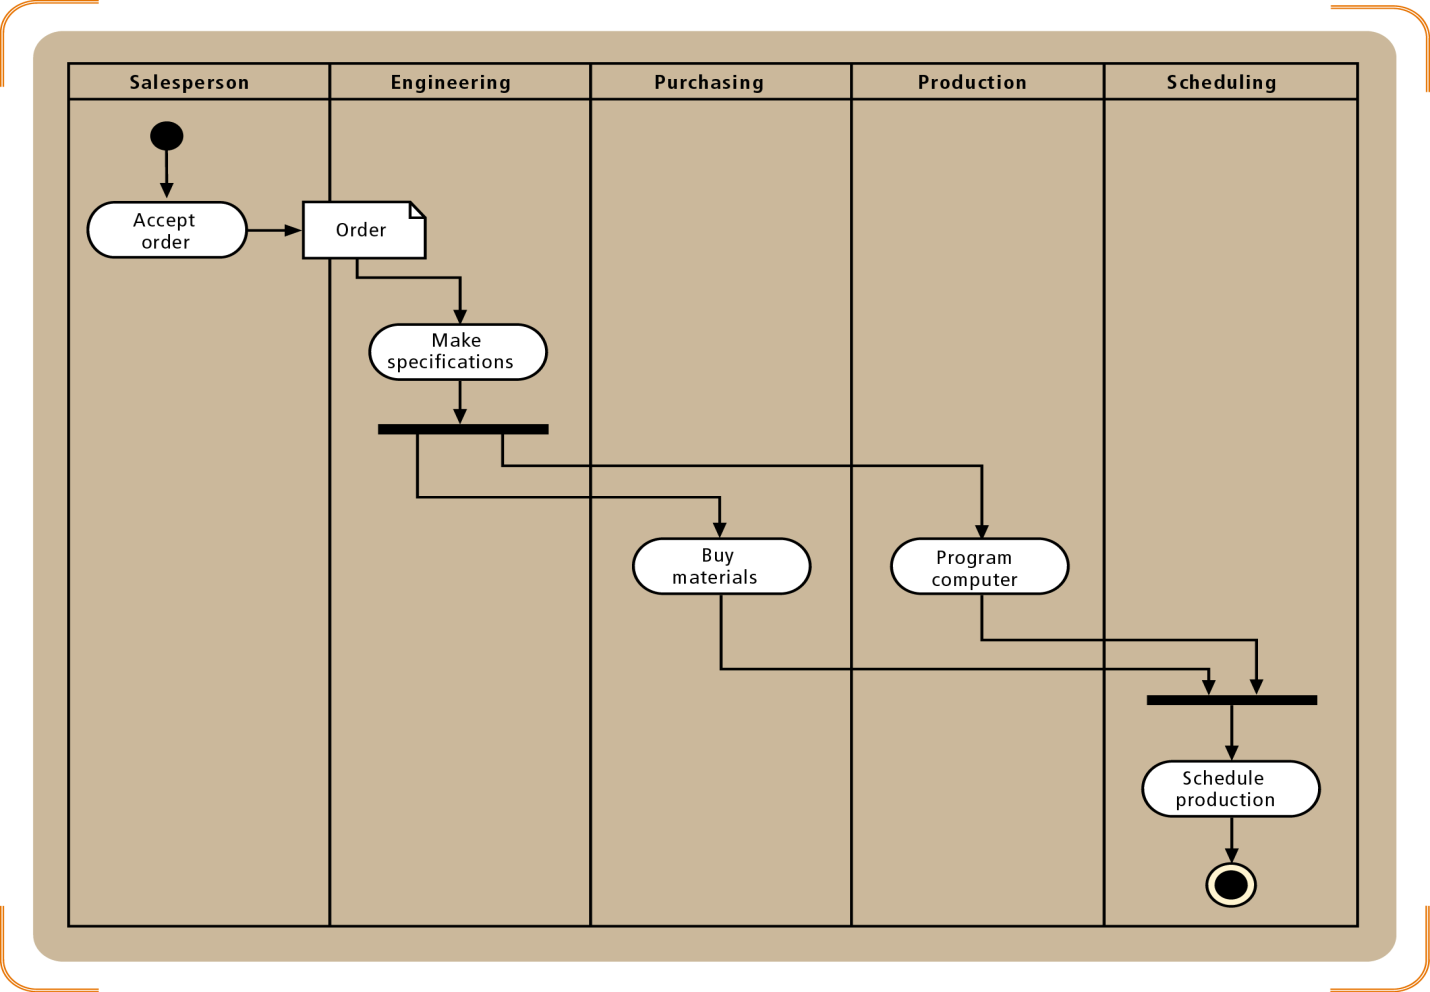 Salesperson
Engineering
Purchasing
Production
Scheduling
Accept
order
Order
Make
specifications
Buy
materials
Program
computer
Schedule
production